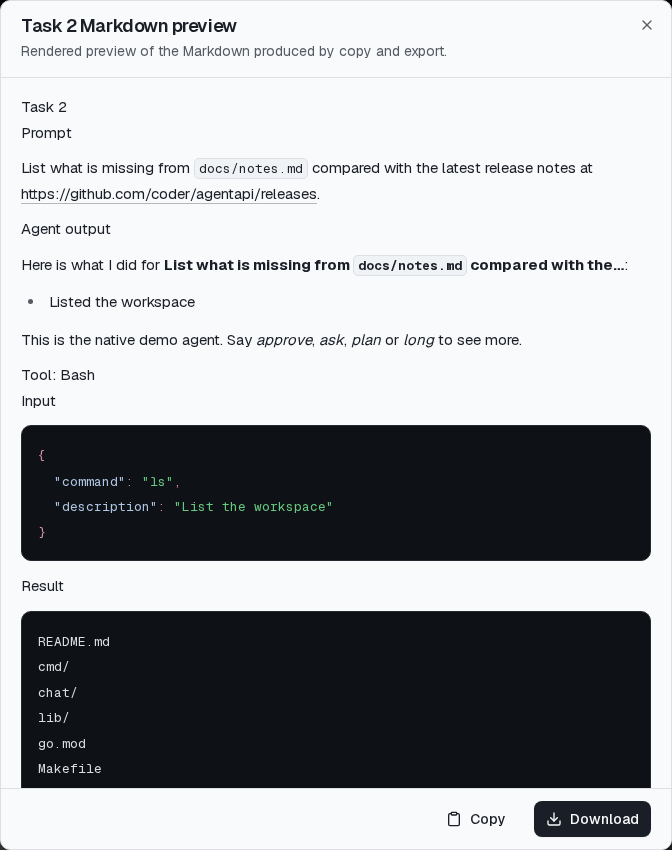 Task 2 Markdown preview
Rendered preview of the Markdown produced by copy and export.
Task 2
Prompt
List what is missing from docs/notes.md compared with the latest release notes at
https://github.com/coder/agentapi/releases.
Agent output
Here is what I did for List what is missing from docs/notes.md compared with the…:
• Listed the workspace
This is the native demo agent. Say approve, ask, plan or long to see more.
Tool: Bash
Input
{
  "command": "ls",
  "description": "List the workspace"
}
Result
README.md
cmd/
chat/
lib/
go.mod
Makefile
Copy
Download